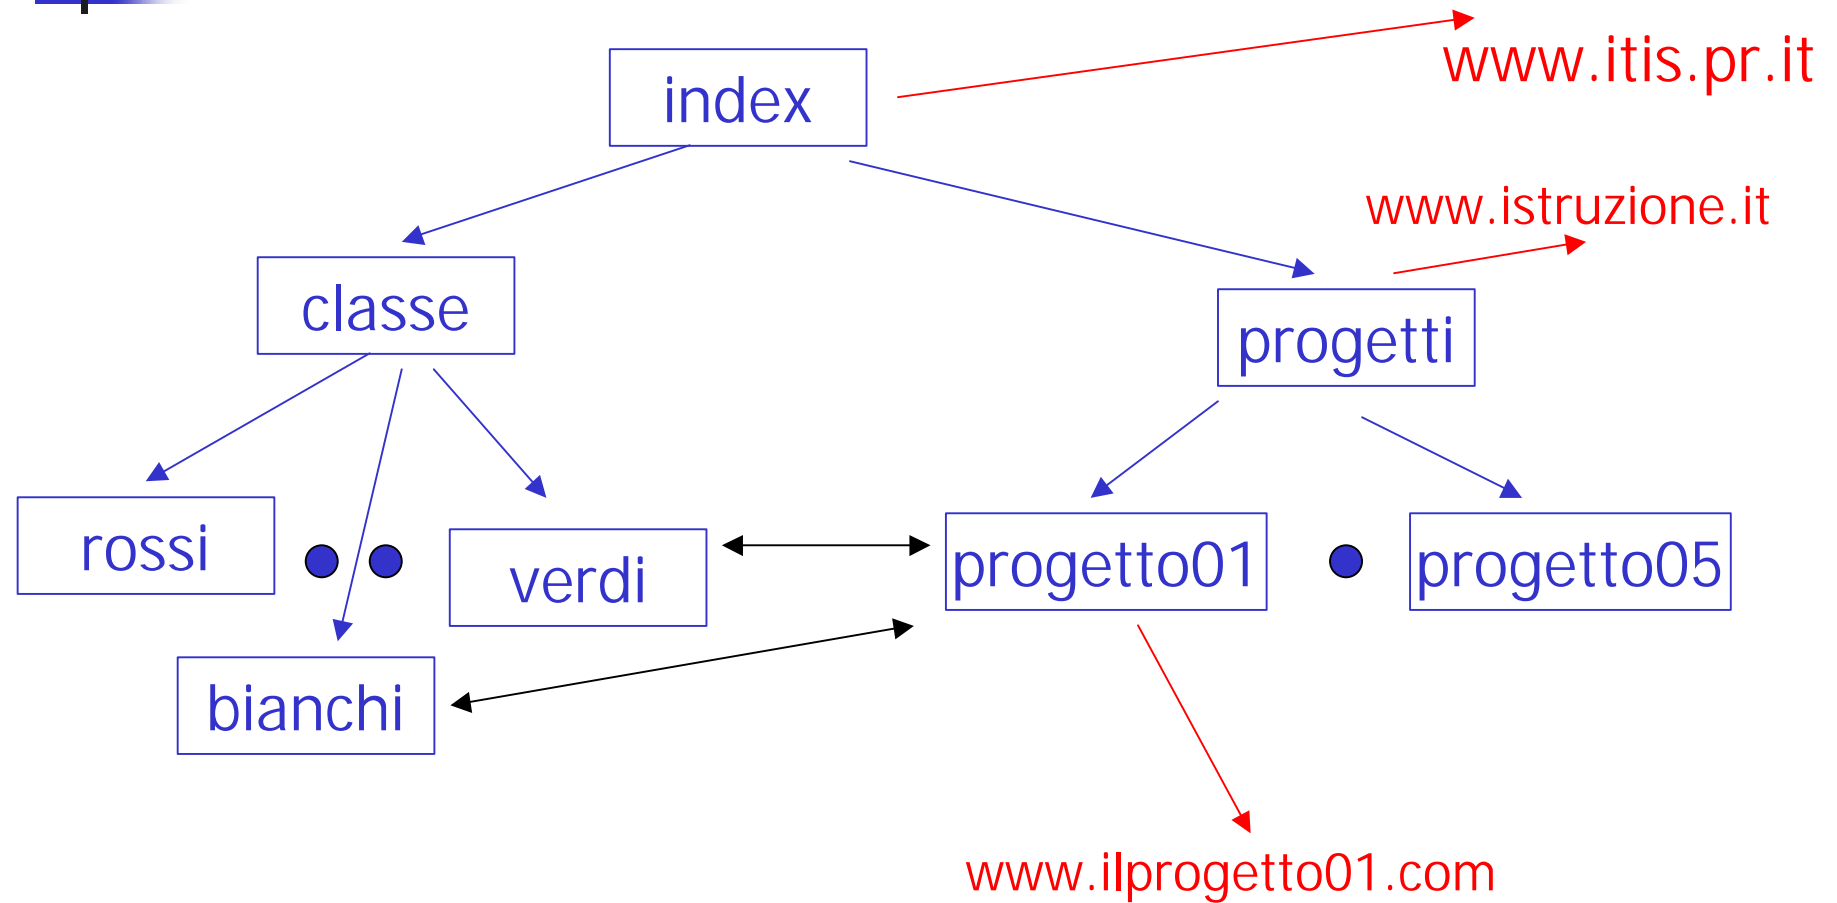 www.itis.pr.it
index
www.istruzione.it
classe
progetti
rossi
verdi
progetto01
progetto05
bianchi
www.ilprogetto01.com